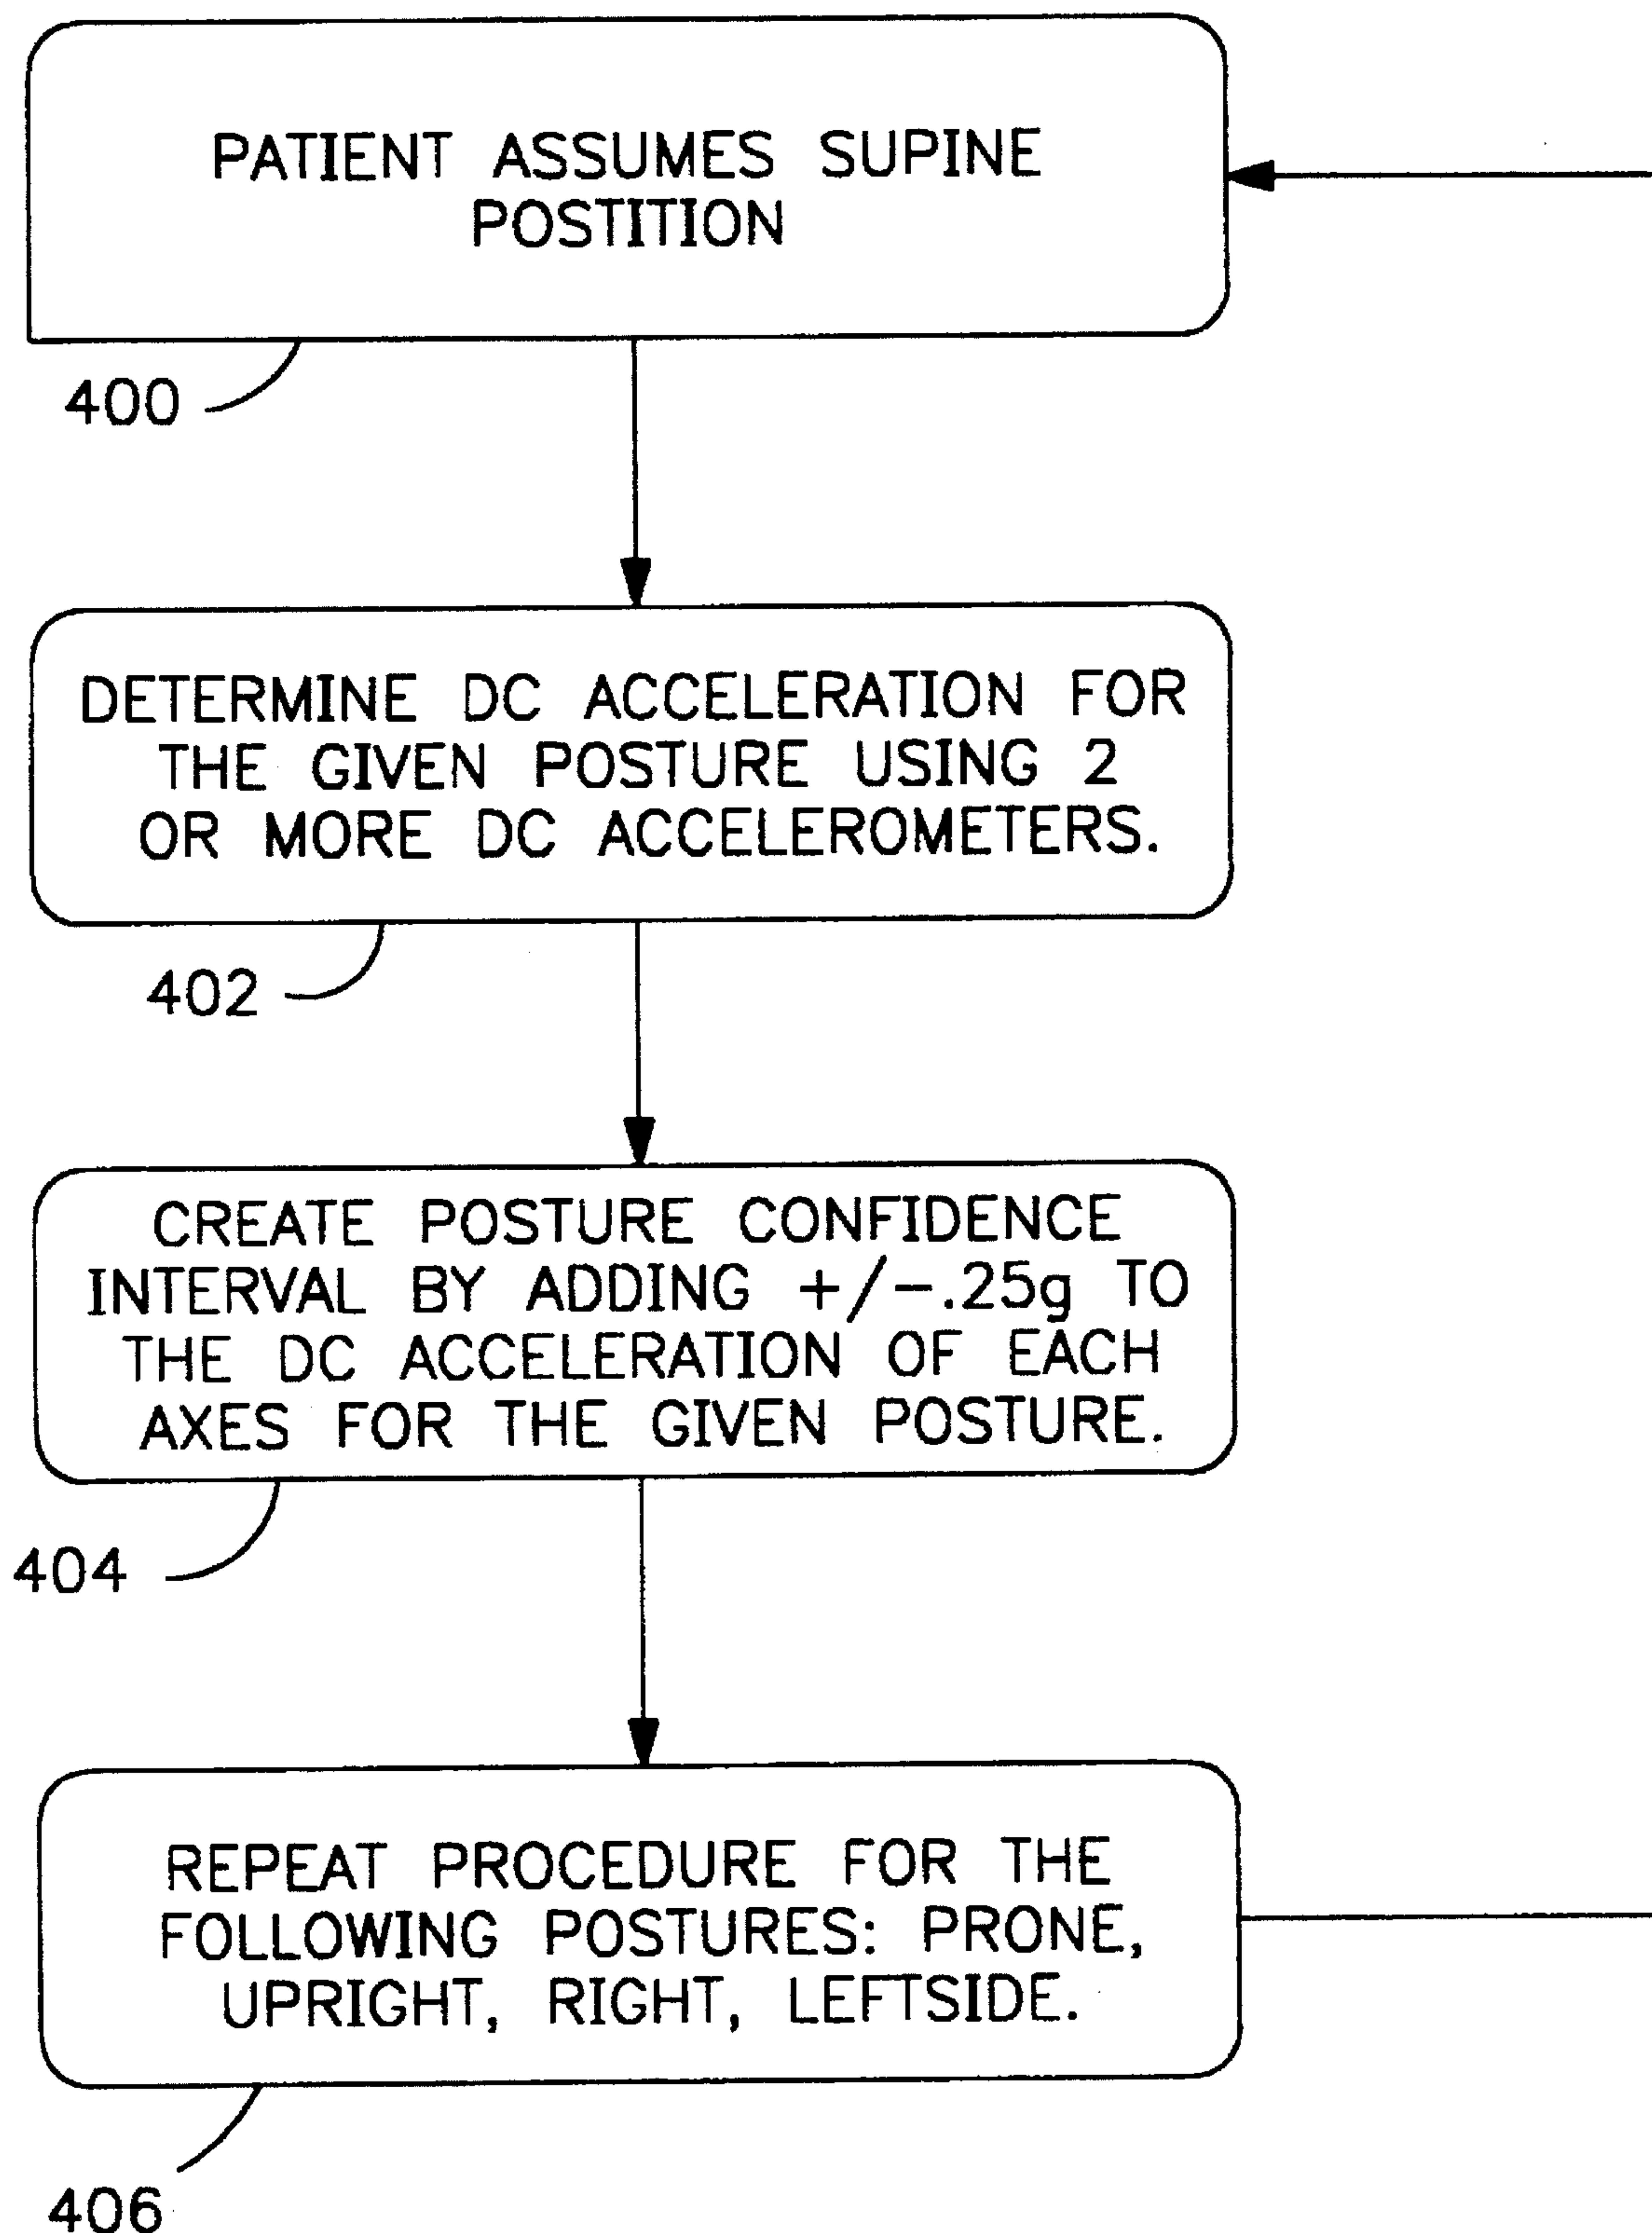 PATIENT ASSUMES SUPINE
POSTITION
400
DETERMINE DC ACCELERATION FOR
THE GIVEN POSTURE USING 2
OR MORE DC ACCELEROMETERS.
402
CREATE POSTURE CONFIDENCE
INTERVAL BY ADDING +/-.25g TO
THE DC ACCELERATION OF EACH
AXES FOR THE GIVEN POSTURE.
404
REPEAT PROCEDURE FOR THE
FOLLOWING POSTURES: PRONE,
UPRIGHT, RIGHT, LEFTSIDE.
406